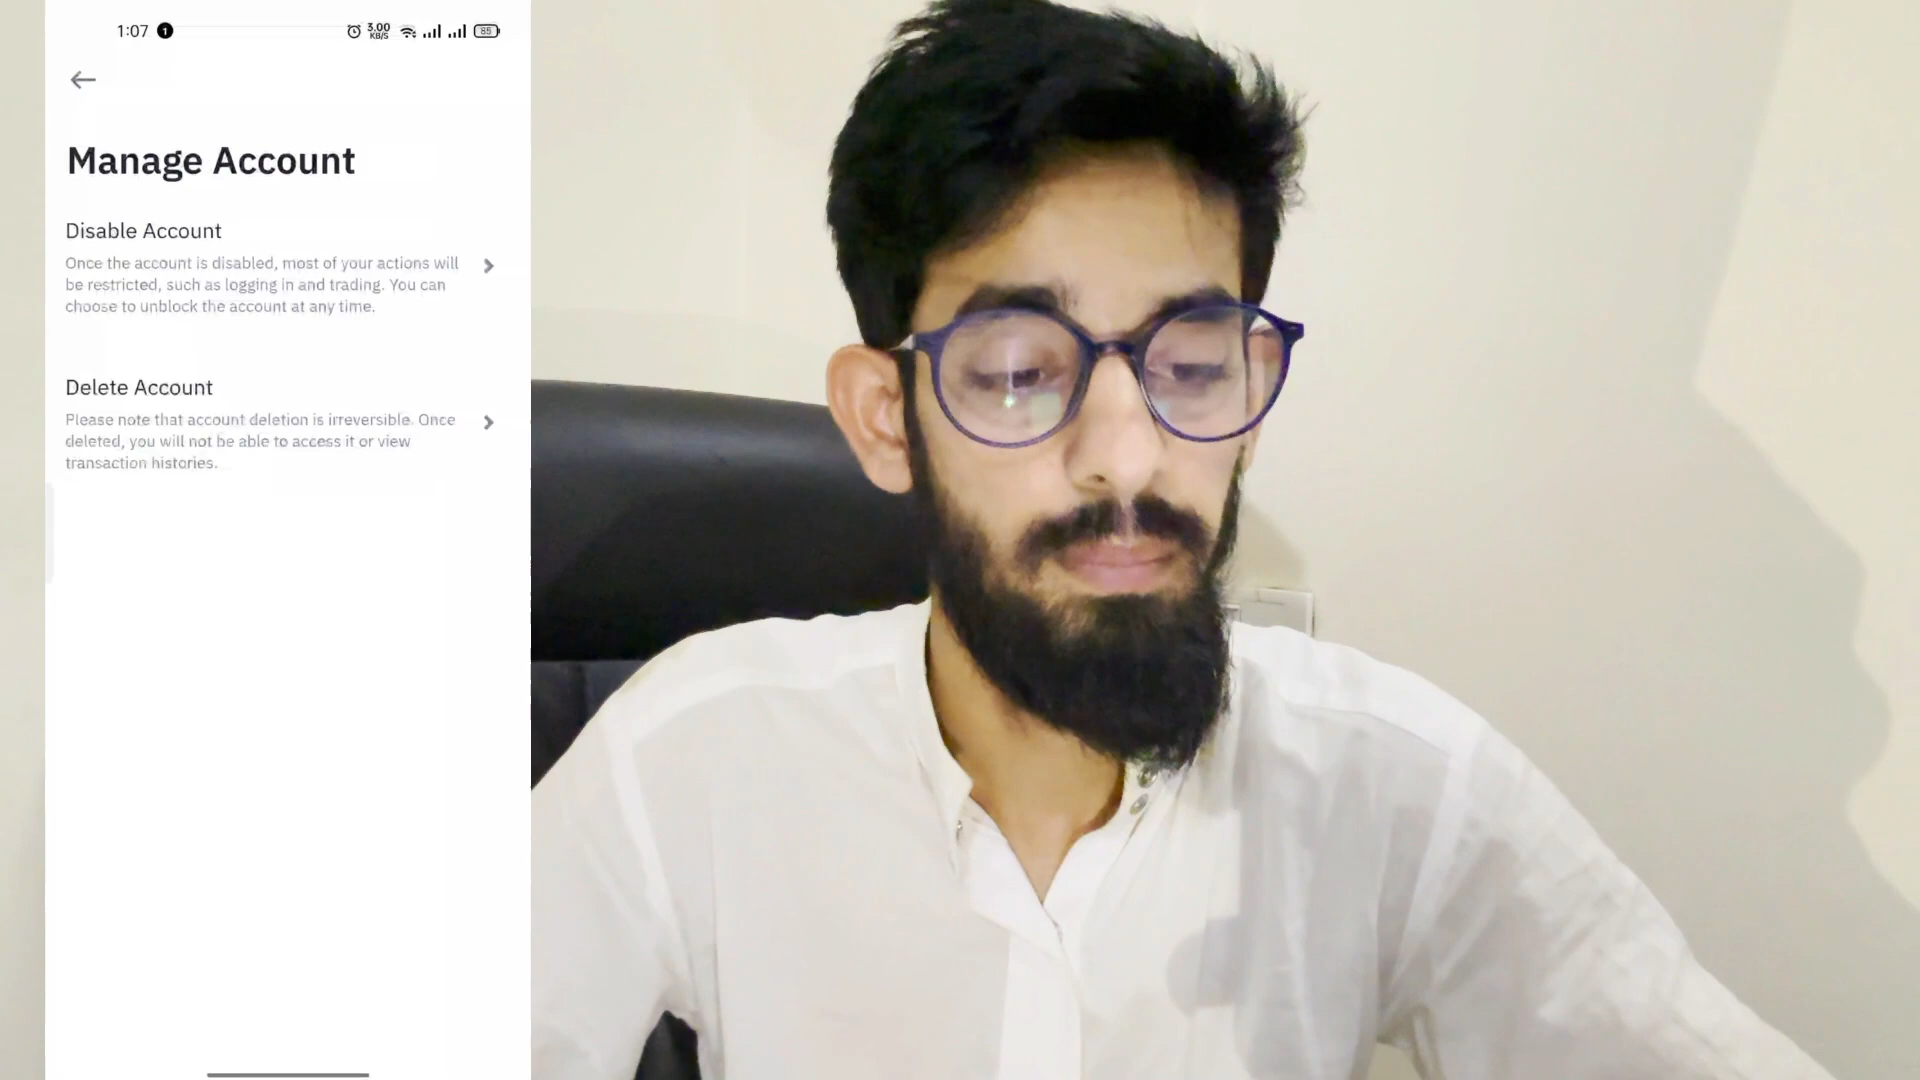 1:07 1 3.00 KB/S 85
Manage Account
Disable Account
Once the account is disabled, most of your actions will
be restricted, such as logging in and trading. You can
choose to unblock the account at any time.
Delete Account
Please note that account deletion is irreversible. Once
deleted, you will not be able to access it or view
transaction histories.